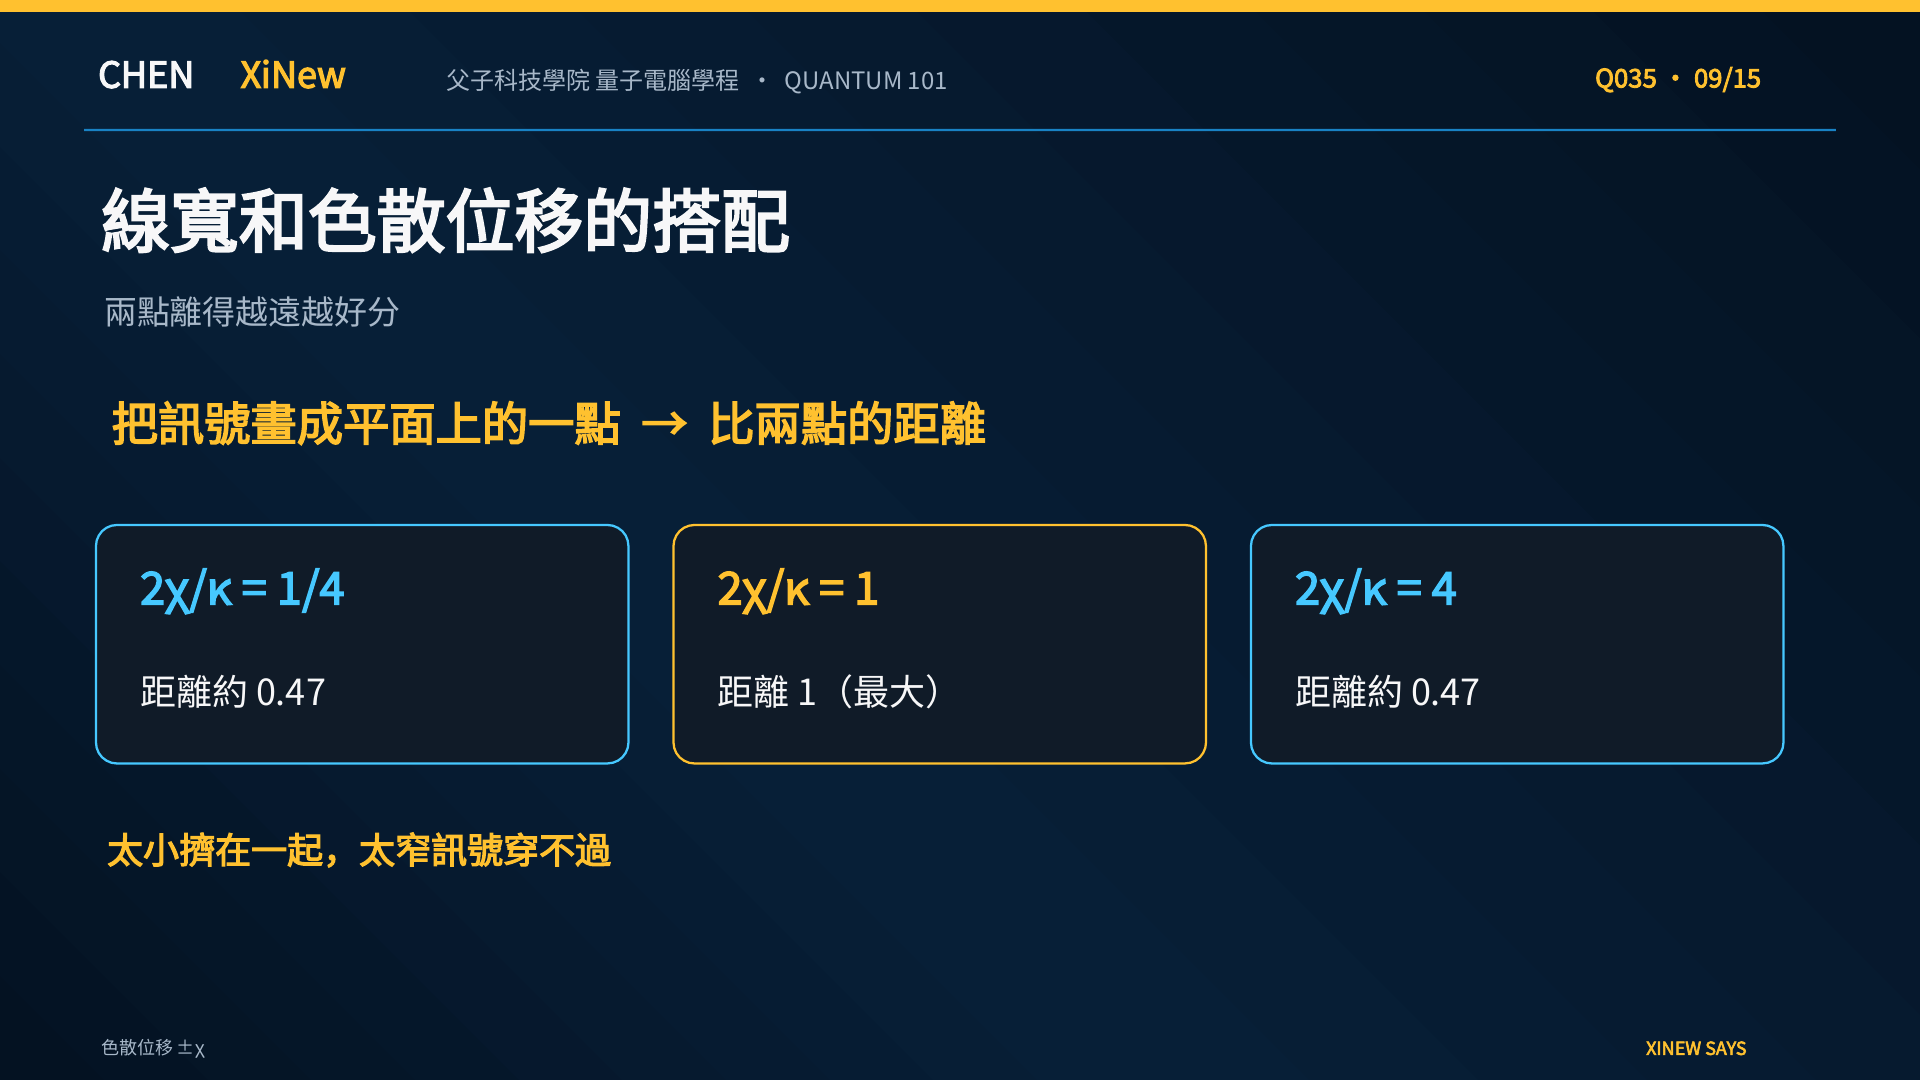 CHEN XiNew 父子科技學院 量子電腦學程 • QUANTUM 101 Q035 • 09/15
線寬和色散位移的搭配
兩點離得越遠越好分
把訊號畫成平面上的一點 → 比兩點的距離
2χ/κ = 1/4
距離約 0.47
2χ/κ = 1
距離 1（最大）
2χ/κ = 4
距離約 0.47
太小擠在一起，太窄訊號穿不過
色散位移 ±χ
XINEW SAYS